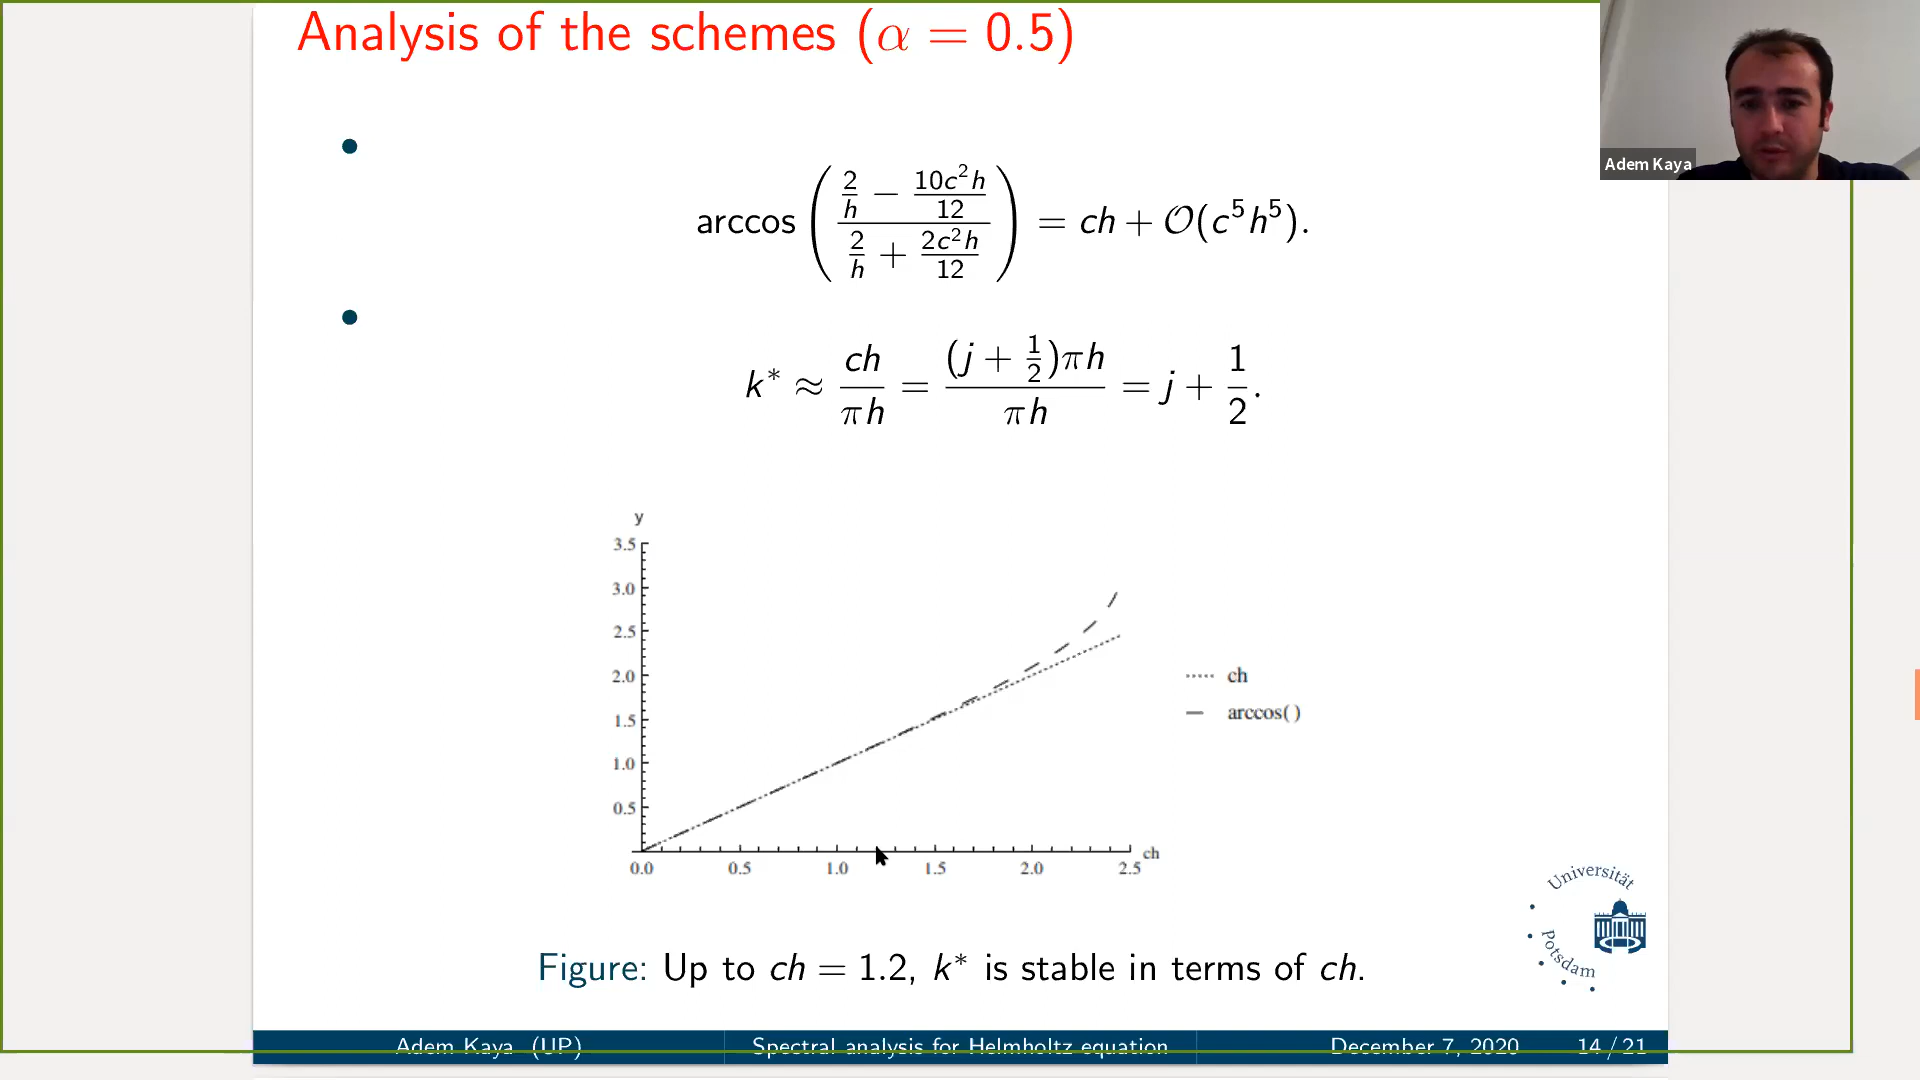 Analysis of the schemes (α = 0.5)
Adem Kaya
arccos ( (2/h − 10c²h/12) / (2/h + 2c²h/12) ) = ch + 𝒪(c⁵h⁵).
k* ≈ ch/πh = (j + 1/2)πh/πh = j + 1/2.
y
3.5
3.0
2.5
2.0
1.5
1.0
0.5
0.0 0.5 1.0 1.5 2.0 2.5 ch
ch
arccos( )
Figure: Up to ch = 1.2, k* is stable in terms of ch.
Universität
Potsdam
Adem Kaya (UP) Spectral analysis for Helmholtz equation December 7, 2020 14 / 21